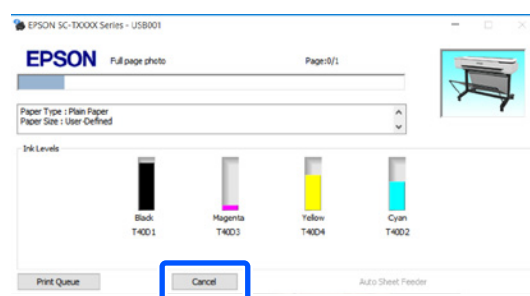 EPSON SC-TXXXX Series - USB001
EPSON Full page photo Page:0/1
Paper Type : Plain Paper
Paper Size : User-Defined
Ink Levels
Black Magenta Yellow Cyan
T40D1 T40D3 T40D4 T40D2
Print Queue Cancel Auto Sheet Feeder